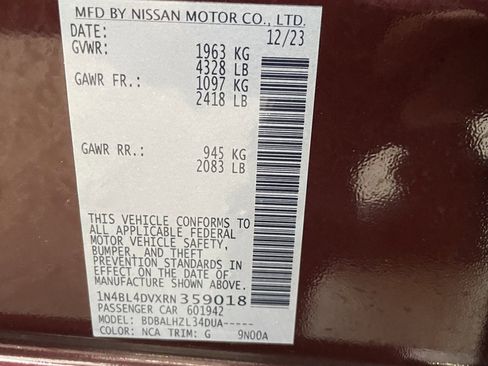 MFD BY NISSAN MOTOR CO., LTD.
DATE: 12/23
GVWR: 1963 KG
4328 LB
GAWR FR.: 1097 KG
2418 LB
GAWR RR.: 945 KG
2083 LB
THIS VEHICLE CONFORMS TO
ALL APPLICABLE FEDERAL
MOTOR VEHICLE SAFETY,
BUMPER, AND THEFT
PREVENTION STANDARDS IN
EFFECT ON THE DATE OF
MANUFACTURE SHOWN ABOVE.
1N4BL4DVXRN359018
PASSENGER CAR 601942
MODEL: BDBALHZL34DUA-----
COLOR: NCA TRIM: G 9N00A